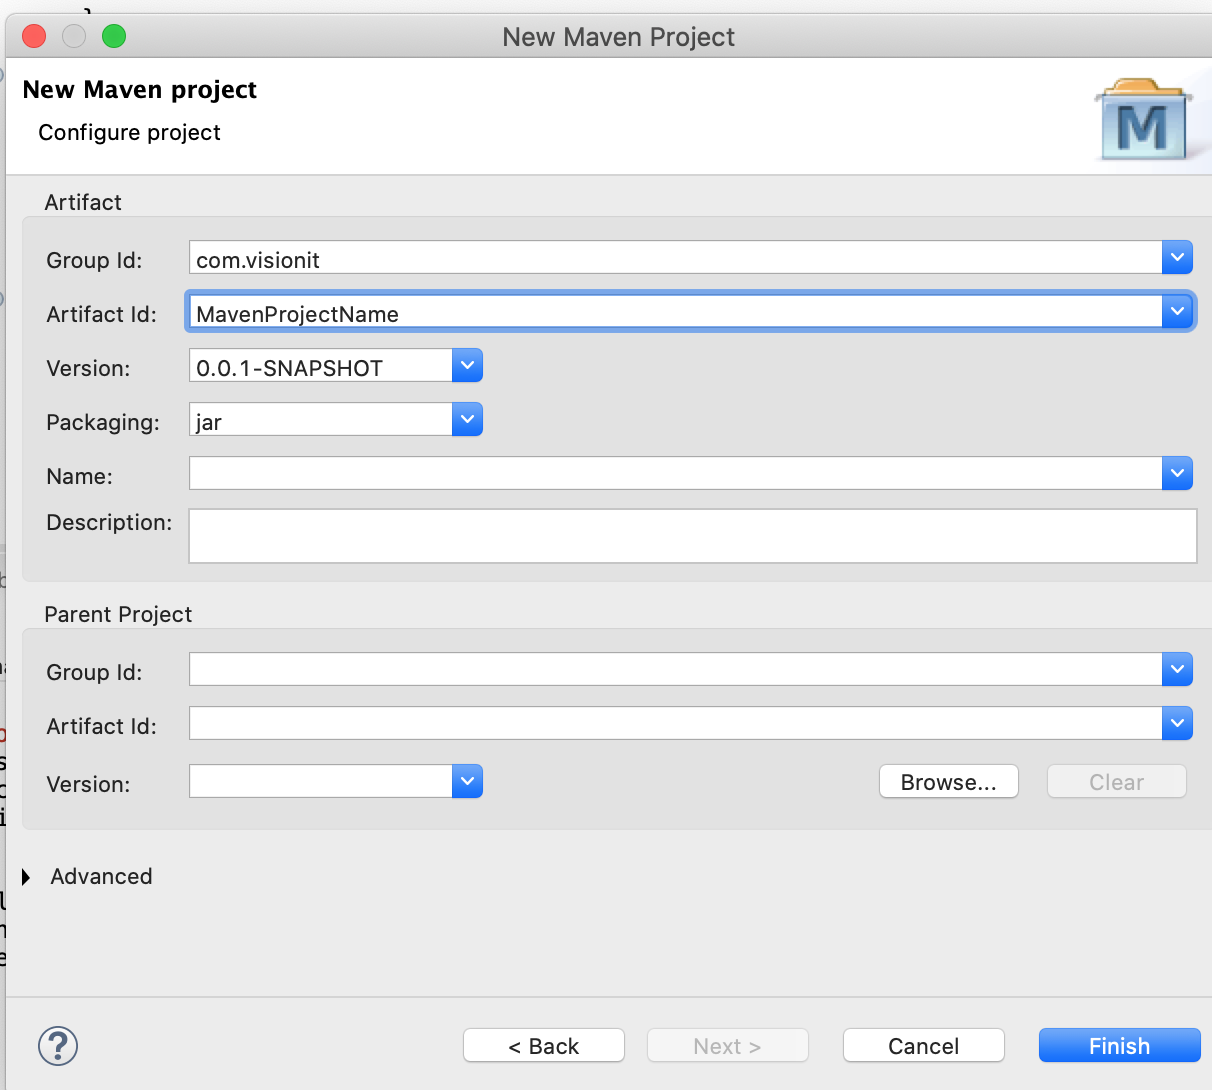 New Maven Project
New Maven project
Configure project
M
Artifact
Group Id: com.visionit
Artifact Id: MavenProjectName
Version: 0.0.1-SNAPSHOT
Packaging: jar
Name:
Description:
Parent Project
Group Id:
Artifact Id:
Version:
Browse... Clear
Advanced
? < Back Next > Cancel Finish